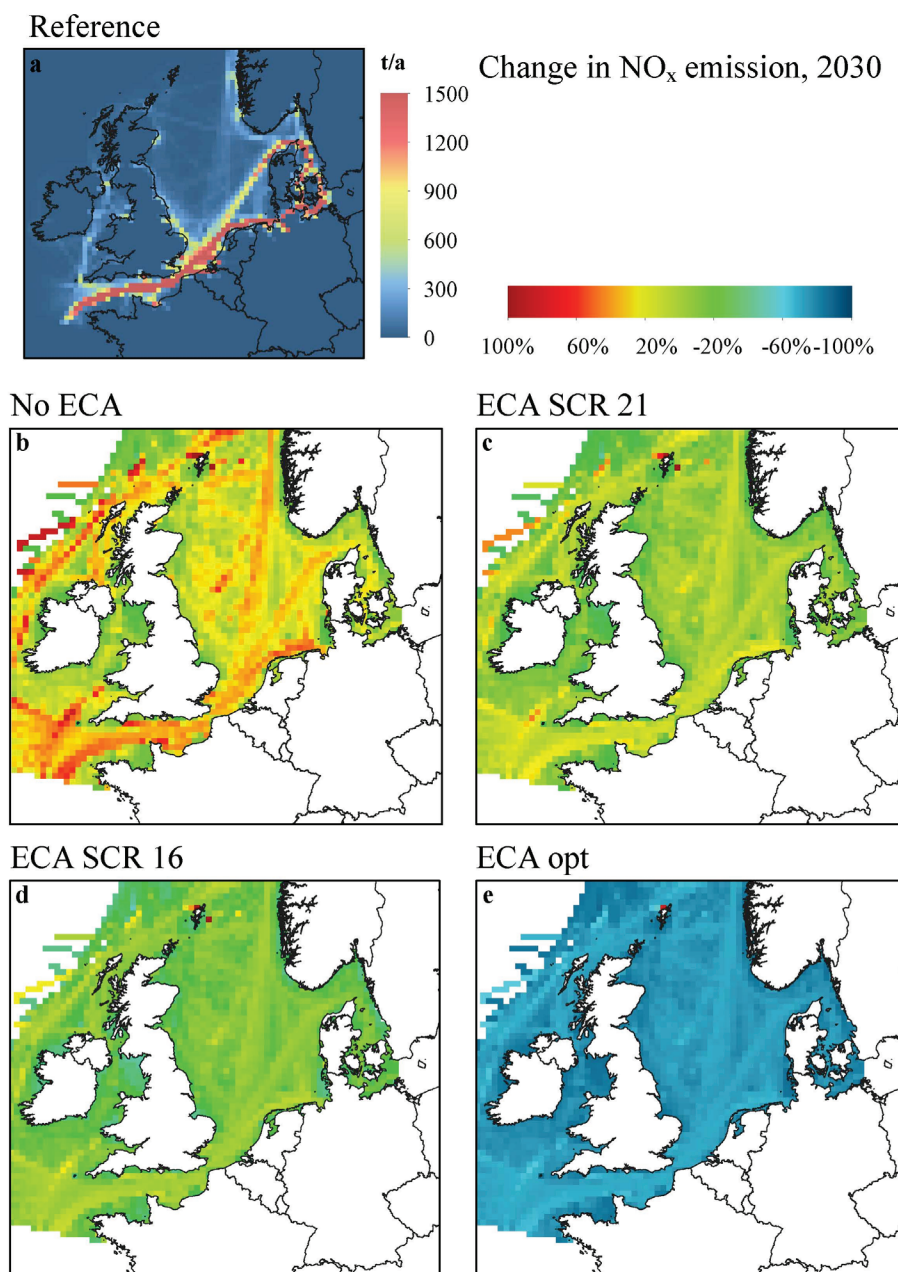 Reference
a
t/a
1500
1200
900
600
300
0
Change in NOx emission, 2030
100% 60% 20% -20% -60% -100%
No ECA
b
ECA SCR 21
c
ECA SCR 16
d
ECA opt
e